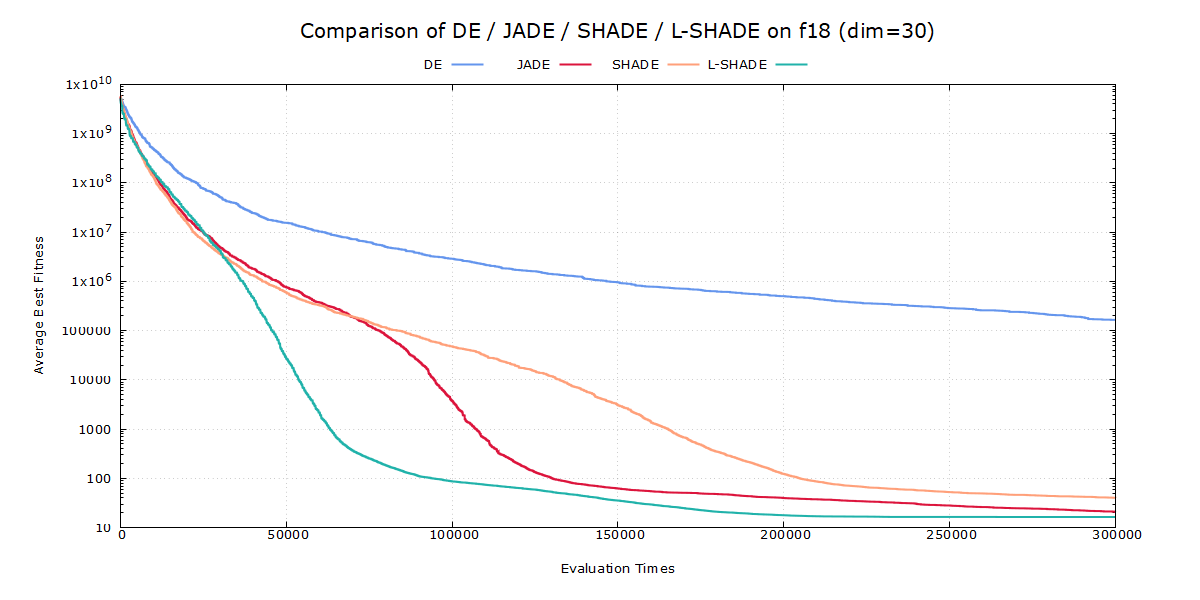 Comparison of DE / JADE / SHADE / L-SHADE on f18 (dim=30)
DE JADE SHADE L-SHADE
1x10^10
1x10^9
1x10^8
1x10^7
1x10^6
100000
10000
1000
100
10
Average Best Fitness
0 50000 100000 150000 200000 250000 300000
Evaluation Times